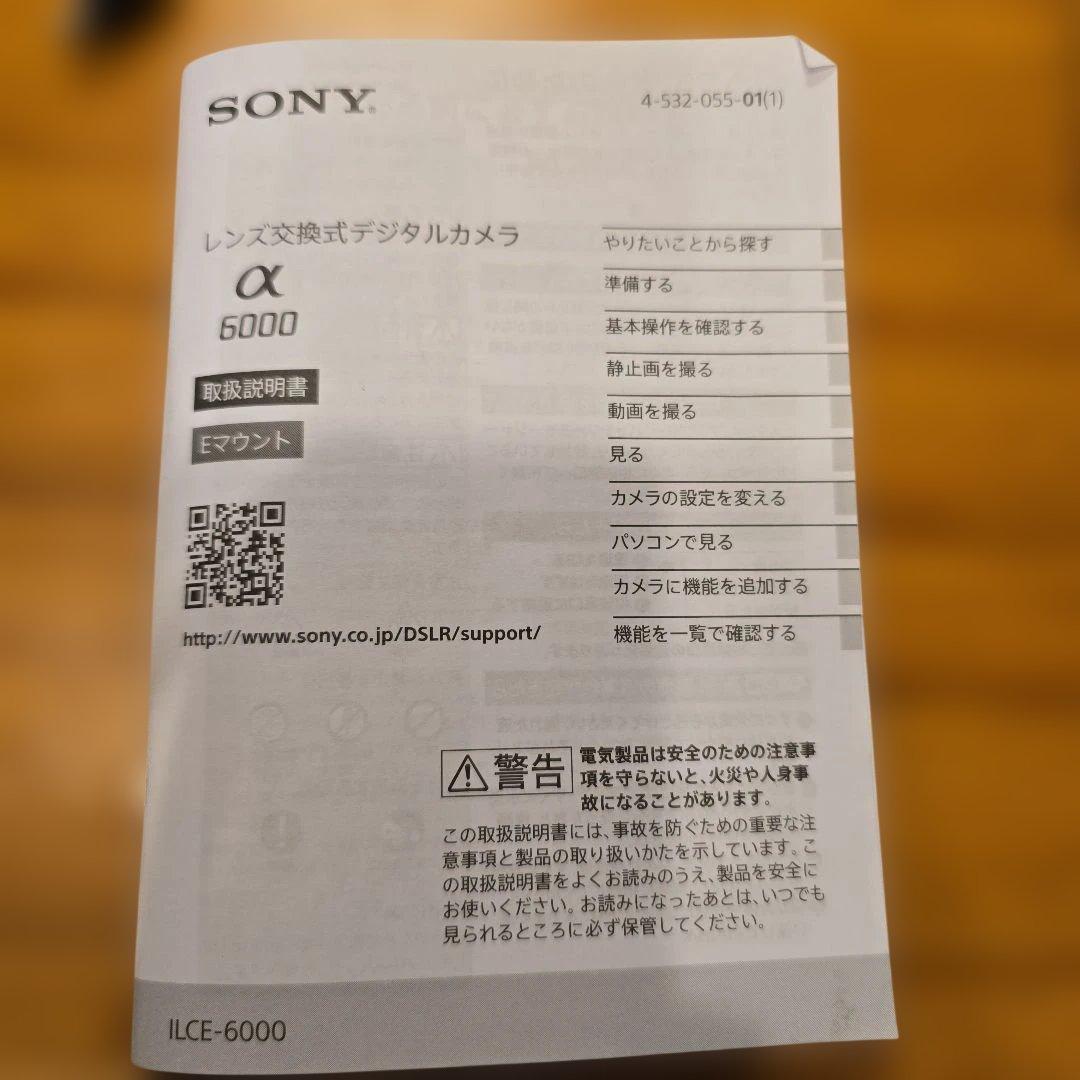 SONY®
4-532-055-01(1)
レンズ交換式デジタルカメラ
α
6000
取扱説明書
Eマウント
http://www.sony.co.jp/DSLR/support/
やりたいことから探す
準備する
基本操作を確認する
静止画を撮る
動画を撮る
見る
カメラの設定を変える
パソコンで見る
カメラに機能を追加する
機能を一覧で確認する
警告
電気製品は安全のための注意事
項を守らないと、火災や人身事
故になることがあります。
この取扱説明書には、事故を防ぐための重要な注
意事項と製品の取り扱いかたを示しています。こ
の取扱説明書をよくお読みのうえ、製品を安全に
お使いください。お読みになったあとは、いつでも
見られるところに必ず保管してください。
ILCE-6000